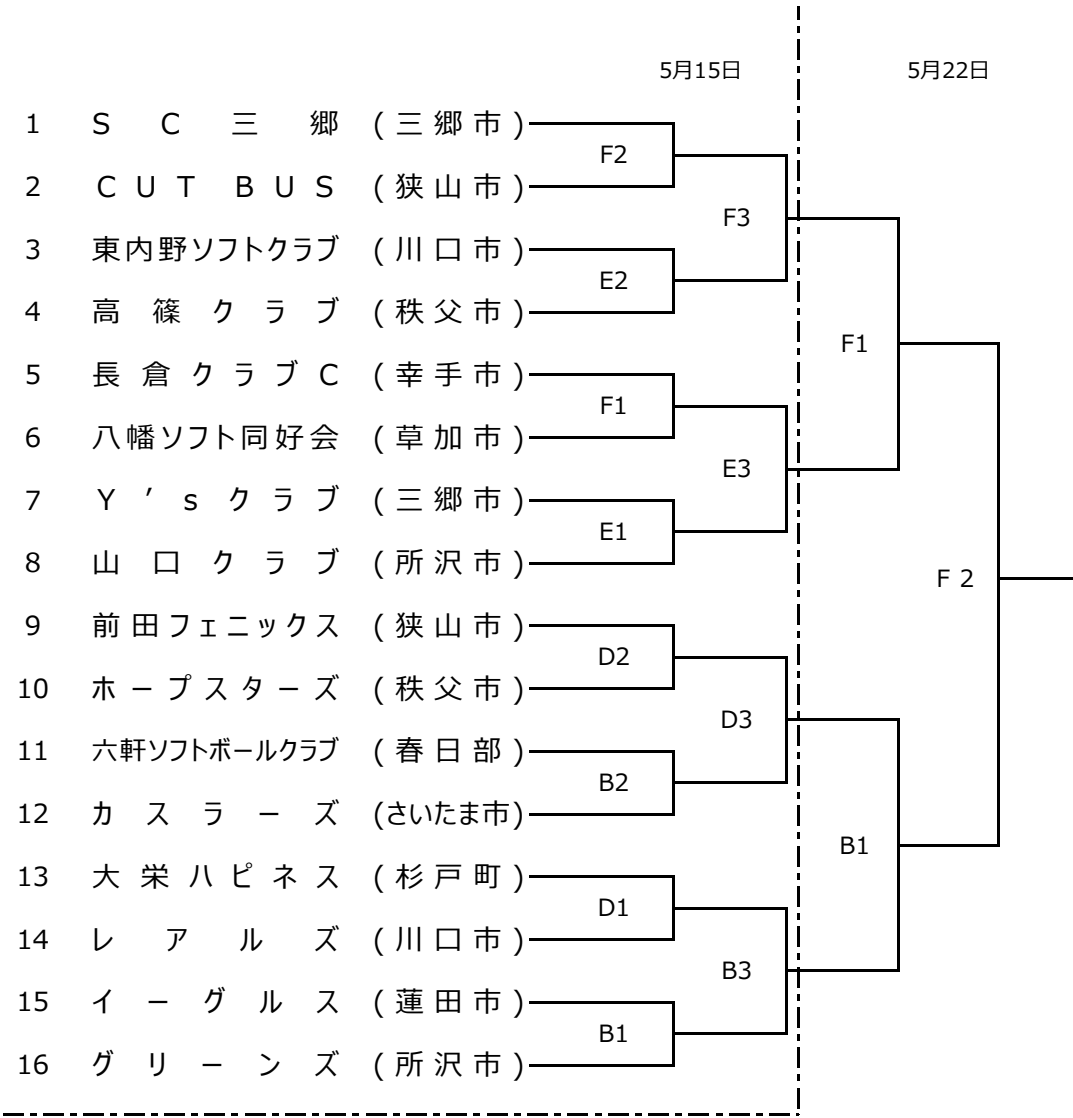 5月15日 5月22日
1 SC三郷 (三郷市)
F2
2 CUT BUS (狭山市)
F3
3 東内野ソフトクラブ (川口市)
E2
4 高篠クラブ (秩父市)
F1
5 長倉クラブC (幸手市)
F1
6 八幡ソフト同好会 (草加市)
E3
7 Y’sクラブ (三郷市)
E1
8 山口クラブ (所沢市)
F 2
9 前田フェニックス (狭山市)
D2
10 ホープスターズ (秩父市)
D3
11 六軒ソフトボールクラブ (春日部)
B2
12 カスラーズ (さいたま市)
B1
13 大栄ハピネス (杉戸町)
D1
14 レアルズ (川口市)
B3
15 イーグルス (蓮田市)
B1
16 グリーンズ (所沢市)